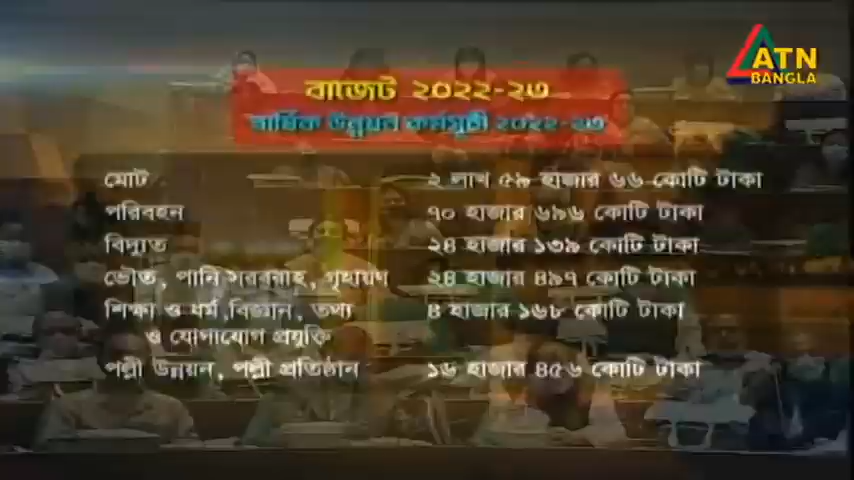 ATN
BANGLA
বাজেট ২০২২-২৩
বার্ষিক উন্নয়ন কর্মসূচী ২০২২-২৩
মোট ২ লাখ ৫৯ হাজার ৬৬ কোটি টাকা
পরিবহন ৭০ হাজার ৬৯৬ কোটি টাকা
বিদ্যুত ২৪ হাজার ১৩৯ কোটি টাকা
ভৌত, পানি সরবরাহ, গৃহায়ণ ২৪ হাজার ৪৯৭ কোটি টাকা
শিক্ষা ও ধর্ম,বিজ্ঞান, তথ্য ৪ হাজার ১৬৮ কোটি টাকা
ও যোগাযোগ প্রযুক্তি
পল্লী উন্নয়ন, পল্লী প্রতিষ্ঠান ১৬ হাজার ৪৫৬ কোটি টাকা